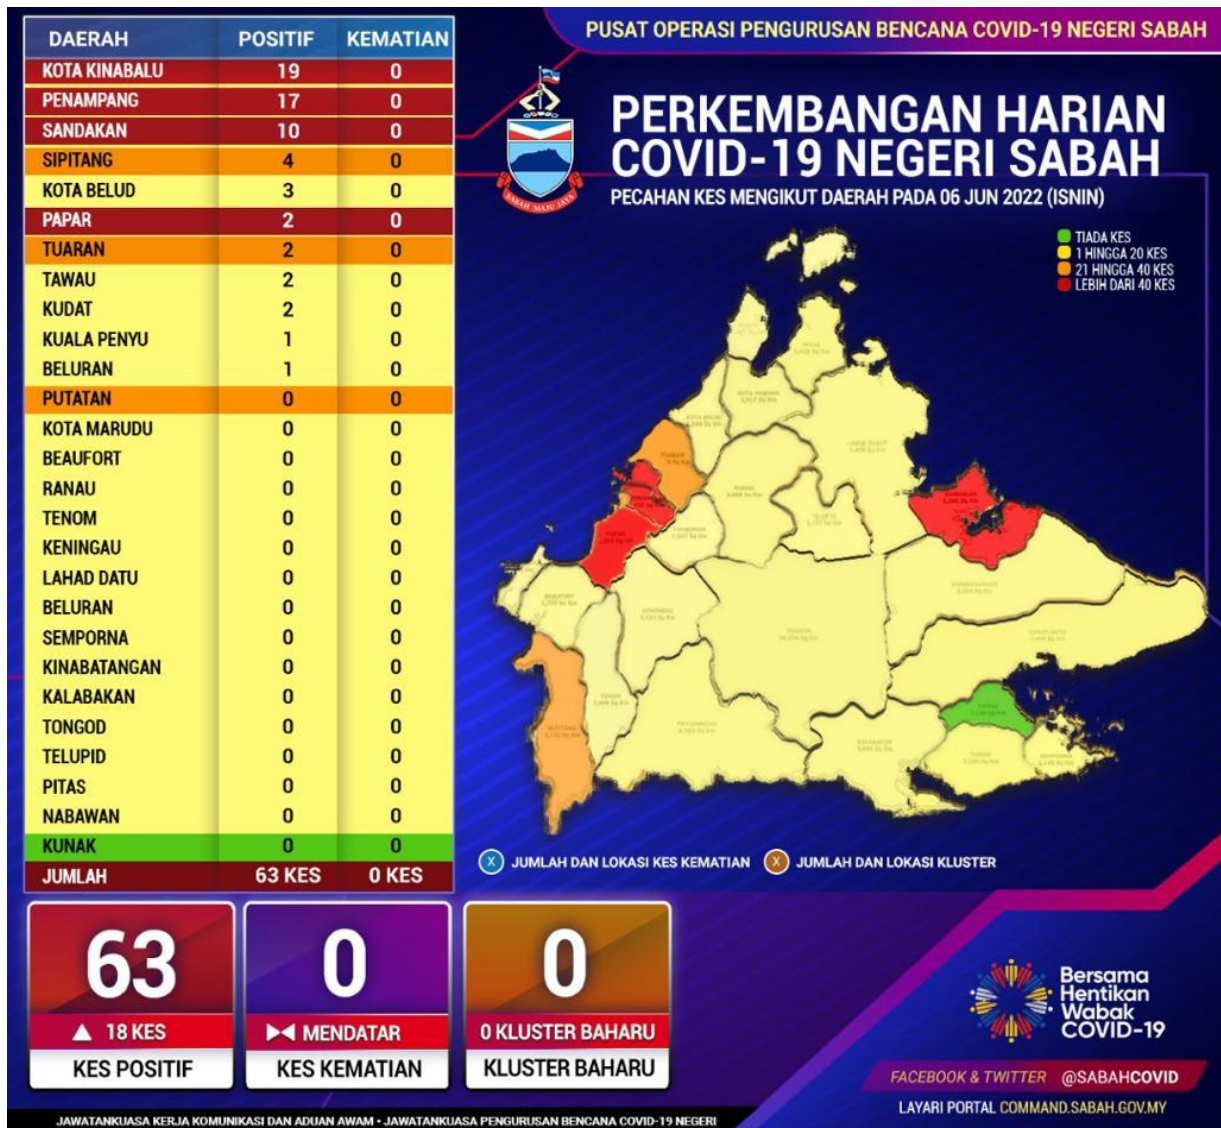 PUSAT OPERASI PENGURUSAN BENCANA COVID-19 NEGERI SABAH
PERKEMBANGAN HARIAN
COVID-19 NEGERI SABAH
PECAHAN KES MENGIKUT DAERAH PADA 06 JUN 2022 (ISNIN)
SABAH MAJU JAYA
DAERAH POSITIF KEMATIAN
KOTA KINABALU 19 0
PENAMPANG 17 0
SANDAKAN 10 0
SIPITANG 4 0
KOTA BELUD 3 0
PAPAR 2 0
TUARAN 2 0
TAWAU 2 0
KUDAT 2 0
KUALA PENYU 1 0
BELURAN 1 0
PUTATAN 0 0
KOTA MARUDU 0 0
BEAUFORT 0 0
RANAU 0 0
TENOM 0 0
KENINGAU 0 0
LAHAD DATU 0 0
BELURAN 0 0
SEMPORNA 0 0
KINABATANGAN 0 0
KALABAKAN 0 0
TONGOD 0 0
TELUPID 0 0
PITAS 0 0
NABAWAN 0 0
KUNAK 0 0
JUMLAH 63 KES 0 KES
TIADA KES
1 HINGGA 20 KES
21 HINGGA 40 KES
LEBIH DARI 40 KES
X JUMLAH DAN LOKASI KES KEMATIAN X JUMLAH DAN LOKASI KLUSTER
63
18 KES
KES POSITIF
0
MENDATAR
KES KEMATIAN
0
0 KLUSTER BAHARU
KLUSTER BAHARU
Bersama
Hentikan
Wabak
COVID-19
FACEBOOK & TWITTER @SABAHCOVID
LAYARI PORTAL COMMAND.SABAH.GOV.MY
JAWATANKUASA KERJA KOMUNIKASI DAN ADUAN AWAM • JAWATANKUASA PENGURUSAN BENCANA COVID-19 NEGERI